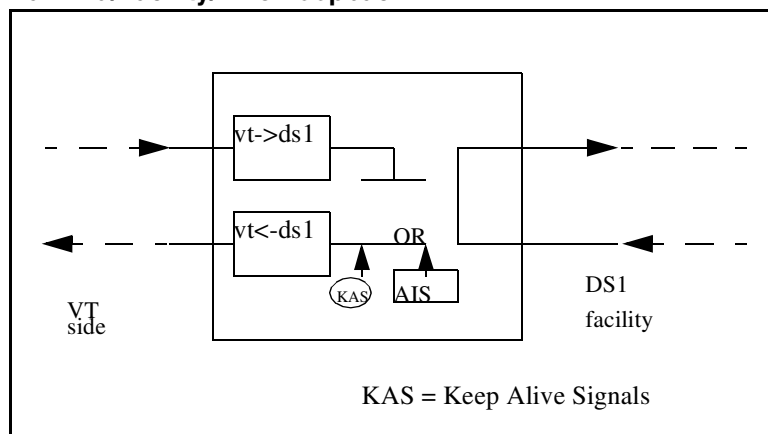 vt->ds1
vt<-ds1
OR
KAS
AIS
VT
side
DS1
facility
KAS = Keep Alive Signals